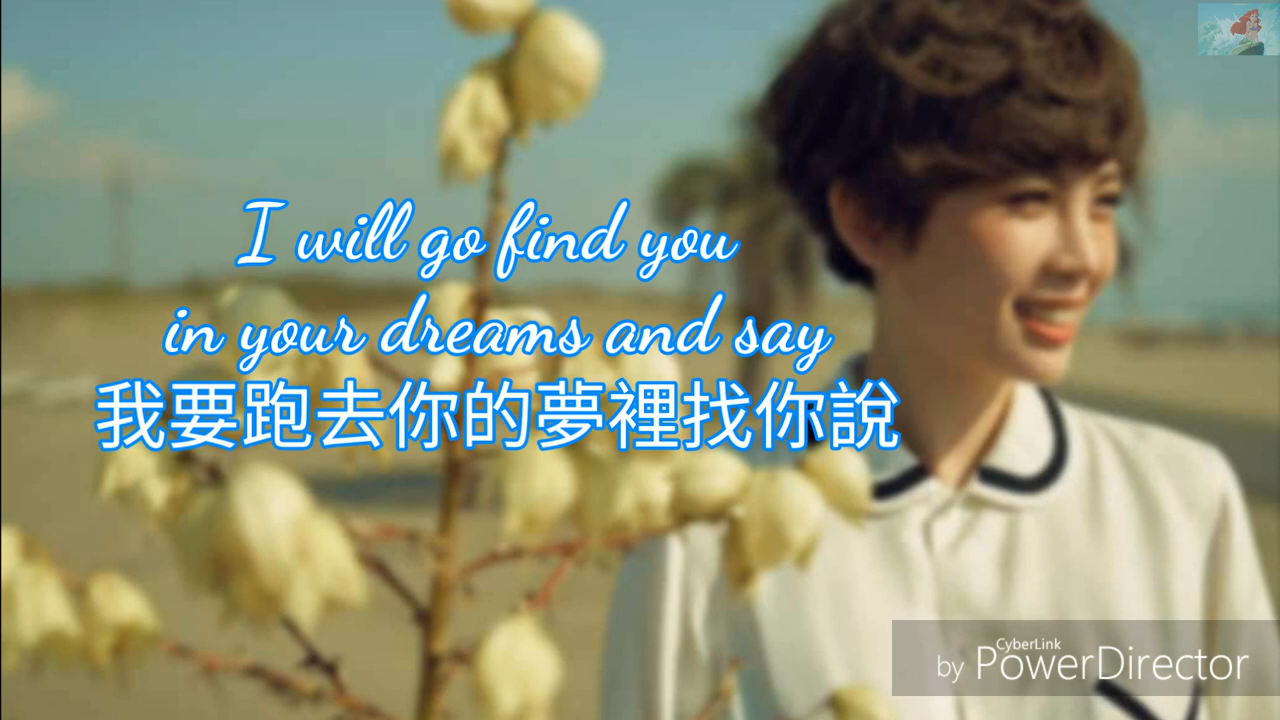 I will go find you
in your dreams and say
我要跑去你的夢裡找你說
CyberLink
by PowerDirector